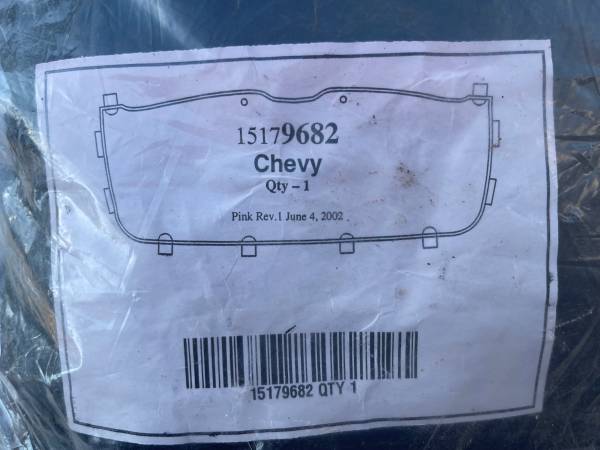 15179682
Chevy
Qty – 1
Pink Rev.1 June 4, 2002
15179682 QTY 1